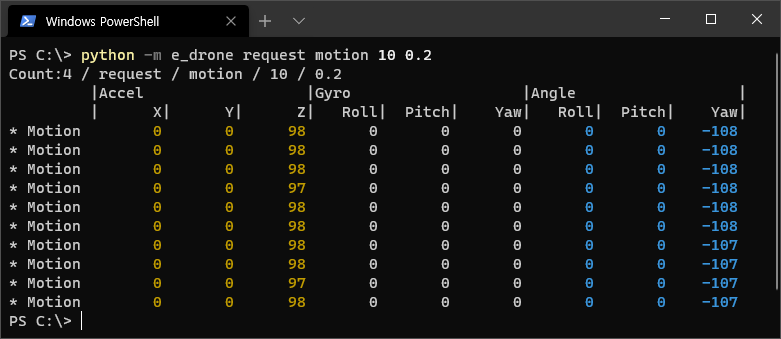 Windows PowerShell
PS C:\> python -m e_drone request motion 10 0.2
Count:4 / request / motion / 10 / 0.2
         |Accel                  |Gyro                   |Angle                  |
         |      X|      Y|      Z|   Roll|  Pitch|    Yaw|   Roll|  Pitch|    Yaw|
* Motion        0       0      98       0       0       0       0       0    -108
* Motion        0       0      98       0       0       0       0       0    -108
* Motion        0       0      98       0       0       0       0       0    -108
* Motion        0       0      97       0       0       0       0       0    -108
* Motion        0       0      98       0       0       0       0       0    -108
* Motion        0       0      98       0       0       0       0       0    -108
* Motion        0       0      98       0       0       0       0       0    -107
* Motion        0       0      98       0       0       0       0       0    -107
* Motion        0       0      97       0       0       0       0       0    -107
* Motion        0       0      98       0       0       0       0       0    -107
PS C:\>